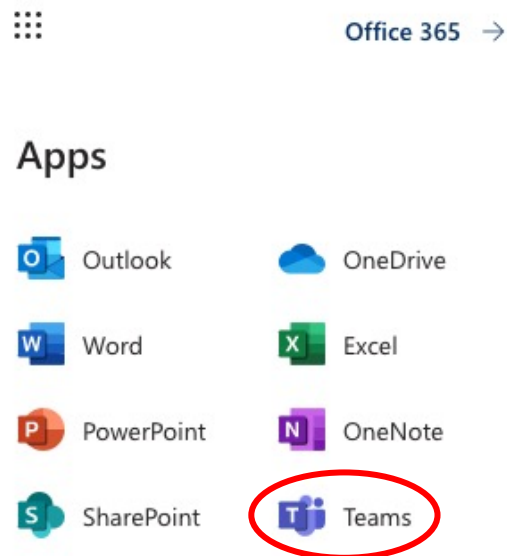 Office 365 →
Apps
O Outlook
OneDrive
W Word
X Excel
P PowerPoint
N OneNote
S SharePoint
T Teams